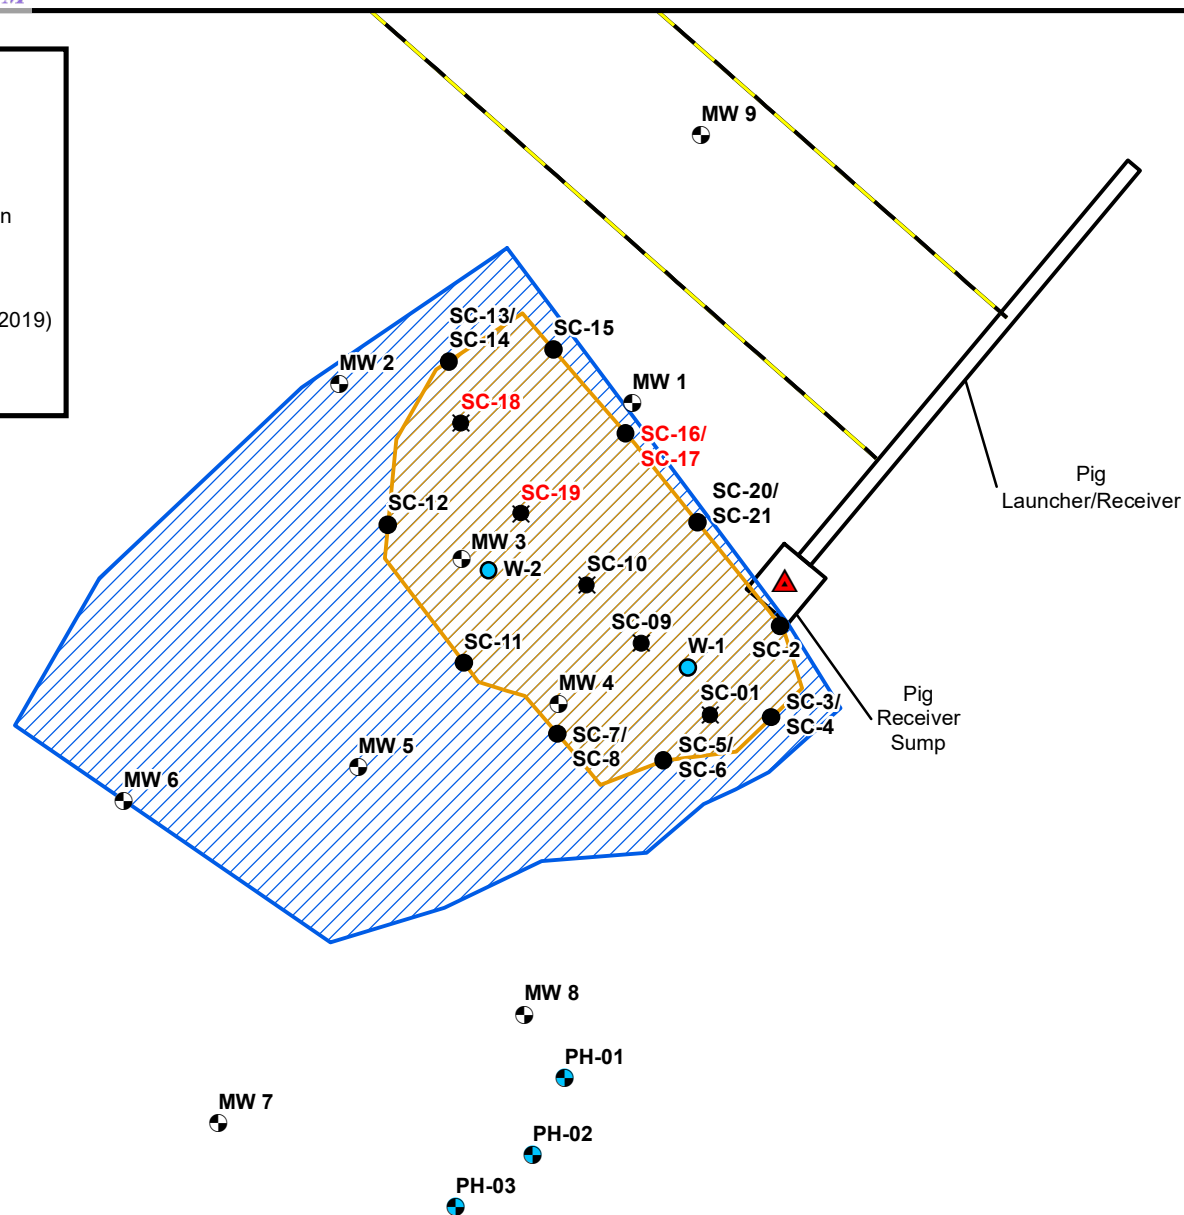 M
MW 9
n
2019)
SC-13/
SC-14
SC-15
MW 2
MW 1
SC-18
SC-16/
SC-17
Pig
Launcher/Receiver
SC-19
SC-20/
SC-21
SC-12
MW 3
W-2
SC-10
SC-09
W-1
SC-2
SC-11
MW 4
SC-01
SC-3/
SC-4
Pig
Receiver
Sump
SC-7/
SC-8
SC-5/
SC-6
MW 5
MW 6
MW 8
PH-01
MW 7
PH-02
PH-03